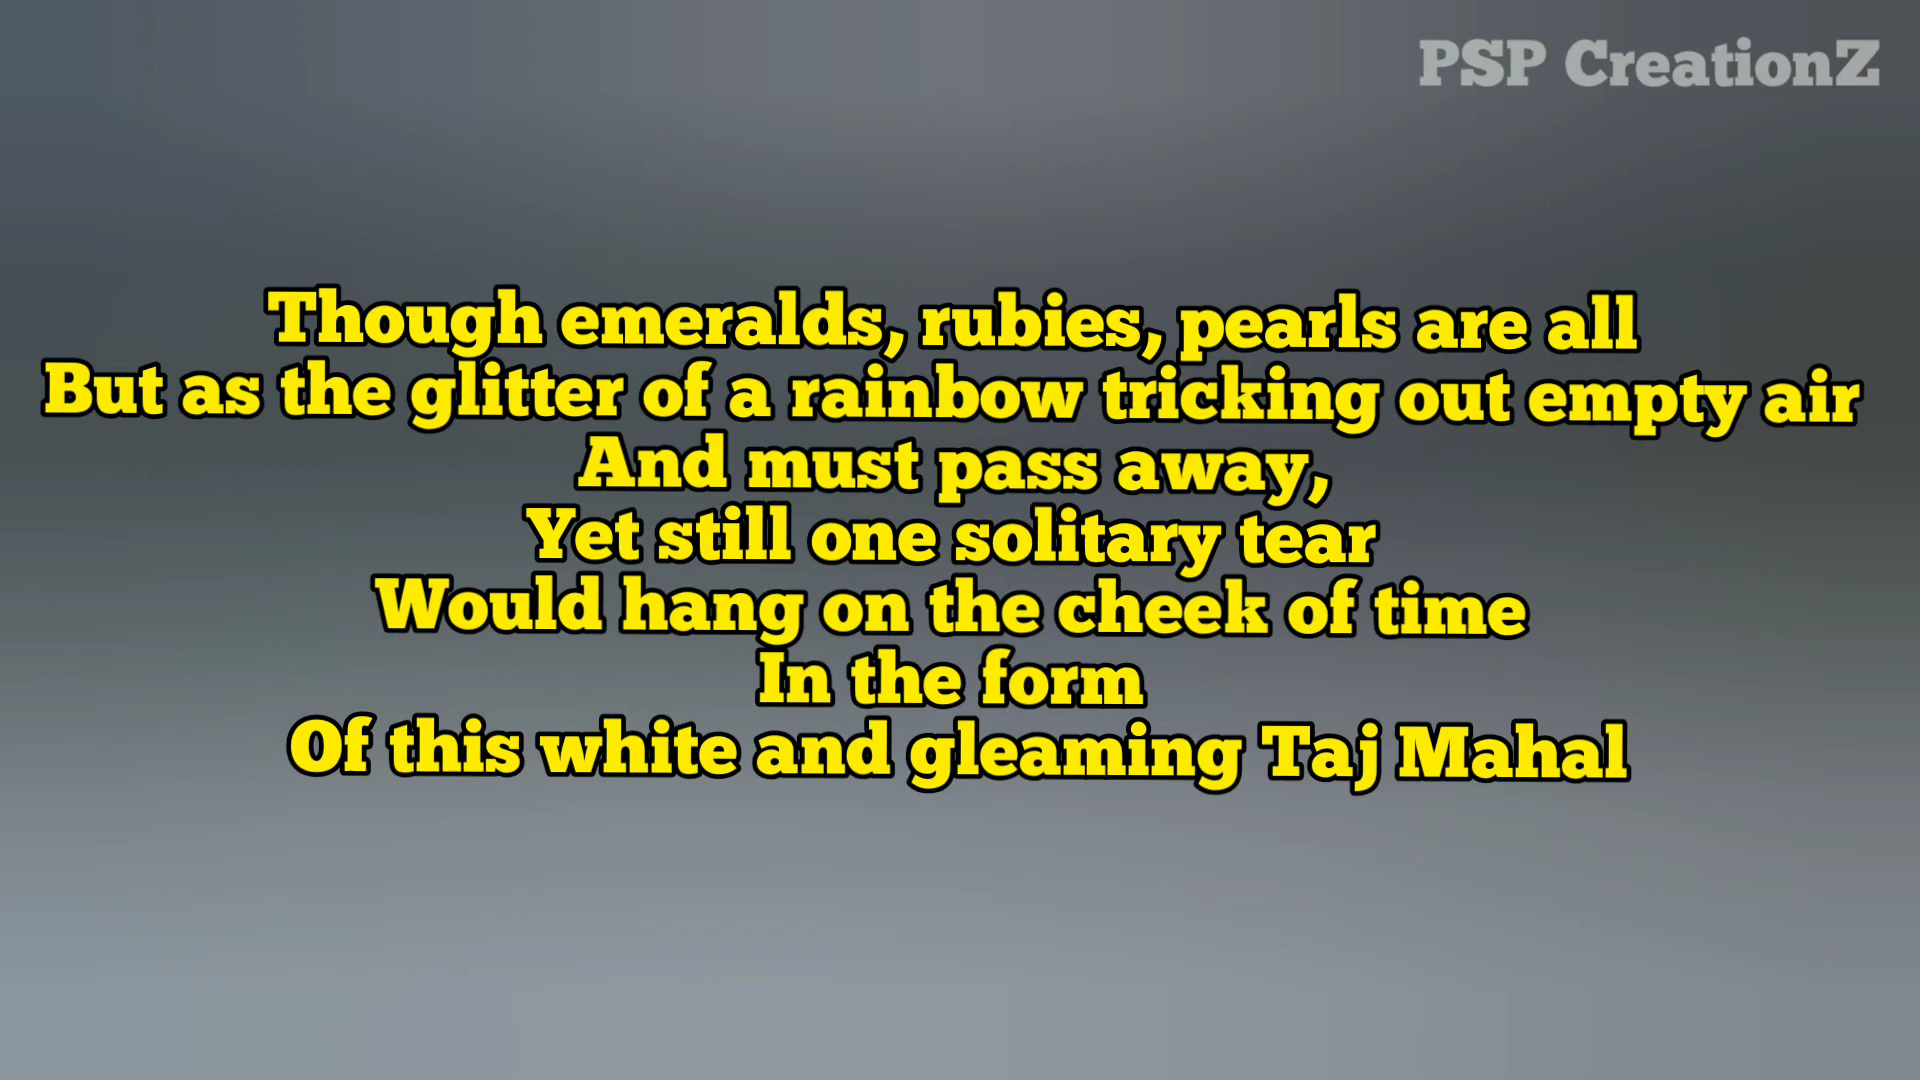 PSP CreationZ
Though emeralds, rubies, pearls are all
But as the glitter of a rainbow tricking out empty air
And must pass away,
Yet still one solitary tear
Would hang on the cheek of time
In the form
Of this white and gleaming Taj Mahal